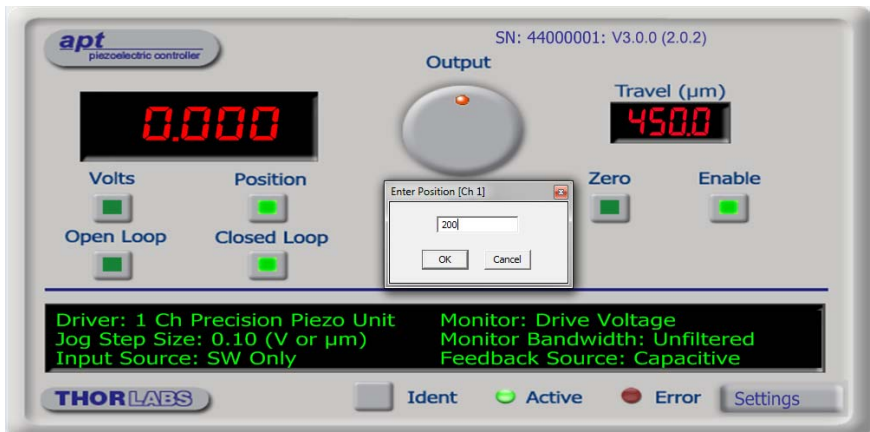 apt
piezoelectric controller
SN: 44000001: V3.0.0 (2.0.2)
Output
Travel (μm)
0.000
450.0
Volts
Position
Zero
Enable
Open Loop
Closed Loop
Enter Position [Ch 1]
200
OK
Cancel
Driver: 1 Ch Precision Piezo Unit
Jog Step Size: 0.10 (V or μm)
Input Source: SW Only
Monitor: Drive Voltage
Monitor Bandwidth: Unfiltered
Feedback Source: Capacitive
THORLABS
Ident
Active
Error
Settings